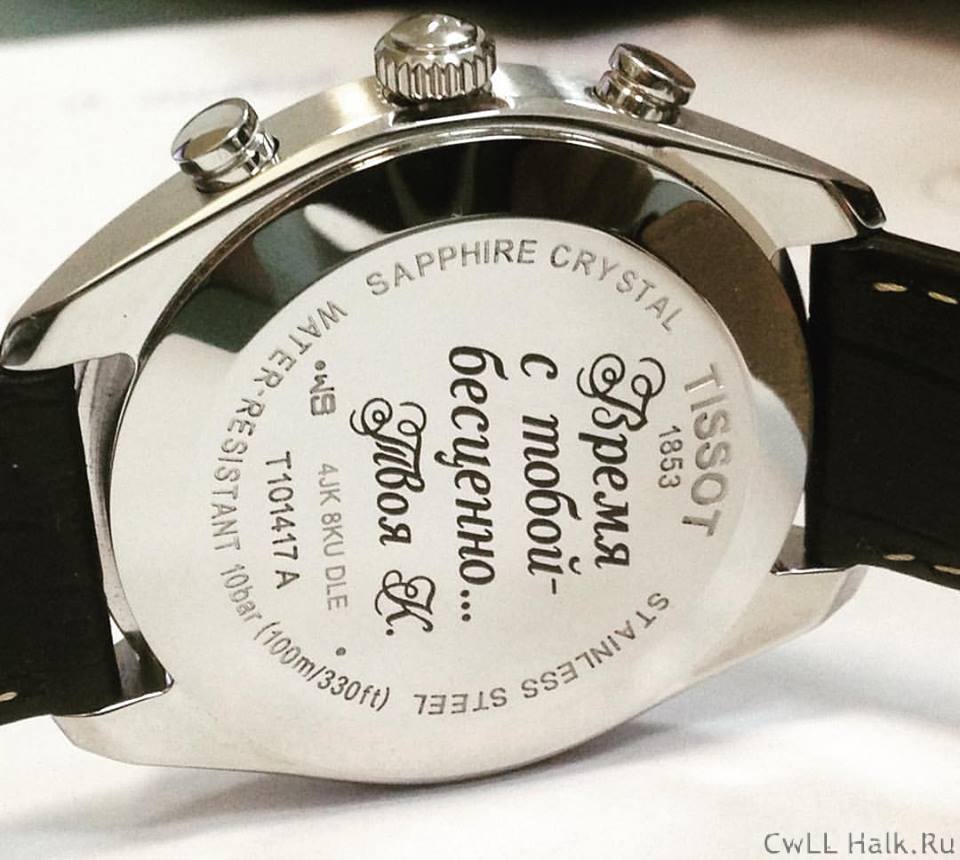 TISSOT
1853
SAPPHIRE CRYSTAL
Время
с тобой-
бесценно...
Твоя К.
4JK 8KU DLE
T101417 A
WATER-RESISTANT 10bar (100m/330ft)
STAINLESS STEEL
CwLL Halk.Ru